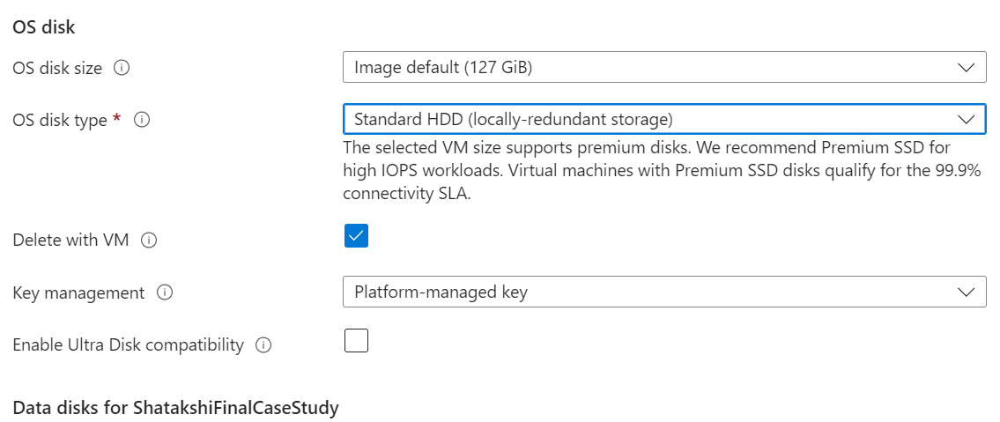 OS disk
OS disk size
Image default (127 GiB)
OS disk type *
Standard HDD (locally-redundant storage)
The selected VM size supports premium disks. We recommend Premium SSD for
high IOPS workloads. Virtual machines with Premium SSD disks qualify for the 99.9%
connectivity SLA.
Delete with VM
Key management
Platform-managed key
Enable Ultra Disk compatibility
Data disks for ShatakshiFinalCaseStudy